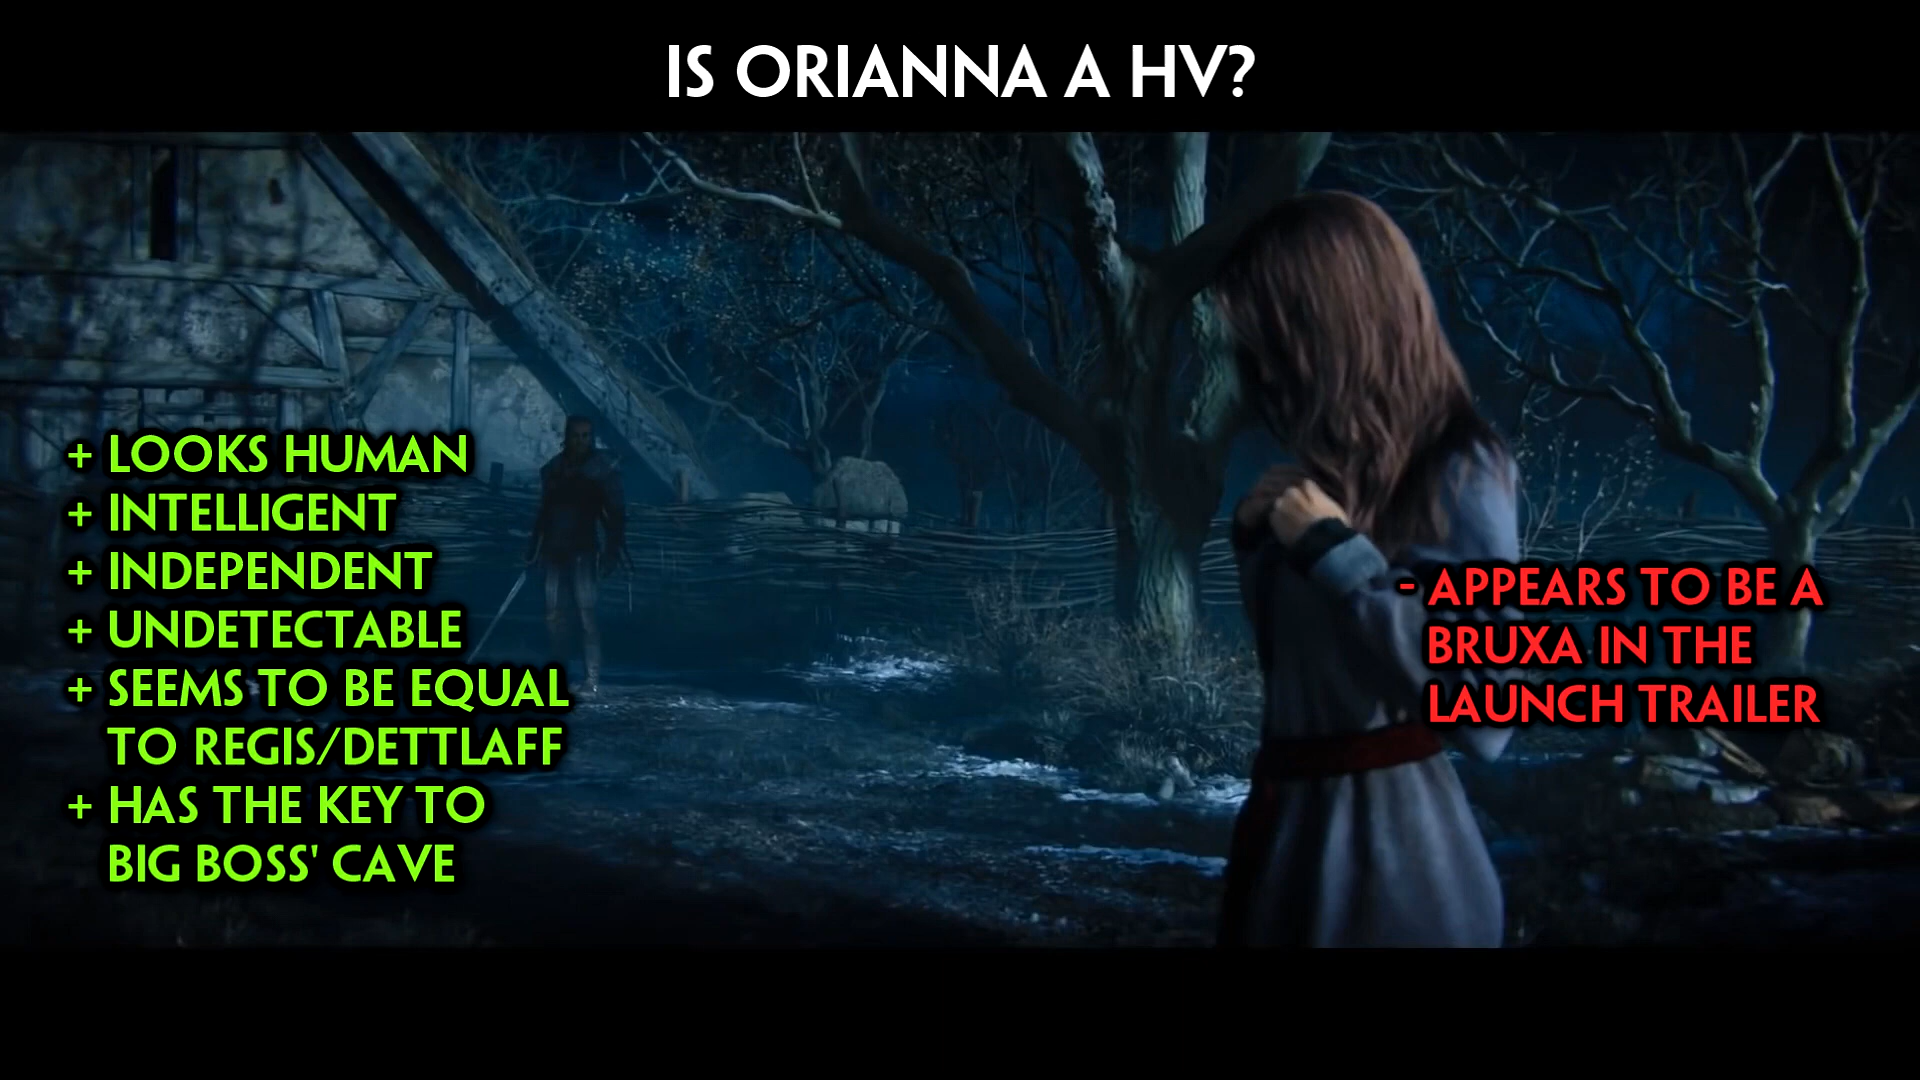 IS ORIANNA A HV?
+ LOOKS HUMAN
+ INTELLIGENT
+ INDEPENDENT
+ UNDETECTABLE
+ SEEMS TO BE EQUAL
TO REGIS/DETTLAFF
+ HAS THE KEY TO
BIG BOSS' CAVE
- APPEARS TO BE A
BRUXA IN THE
LAUNCH TRAILER